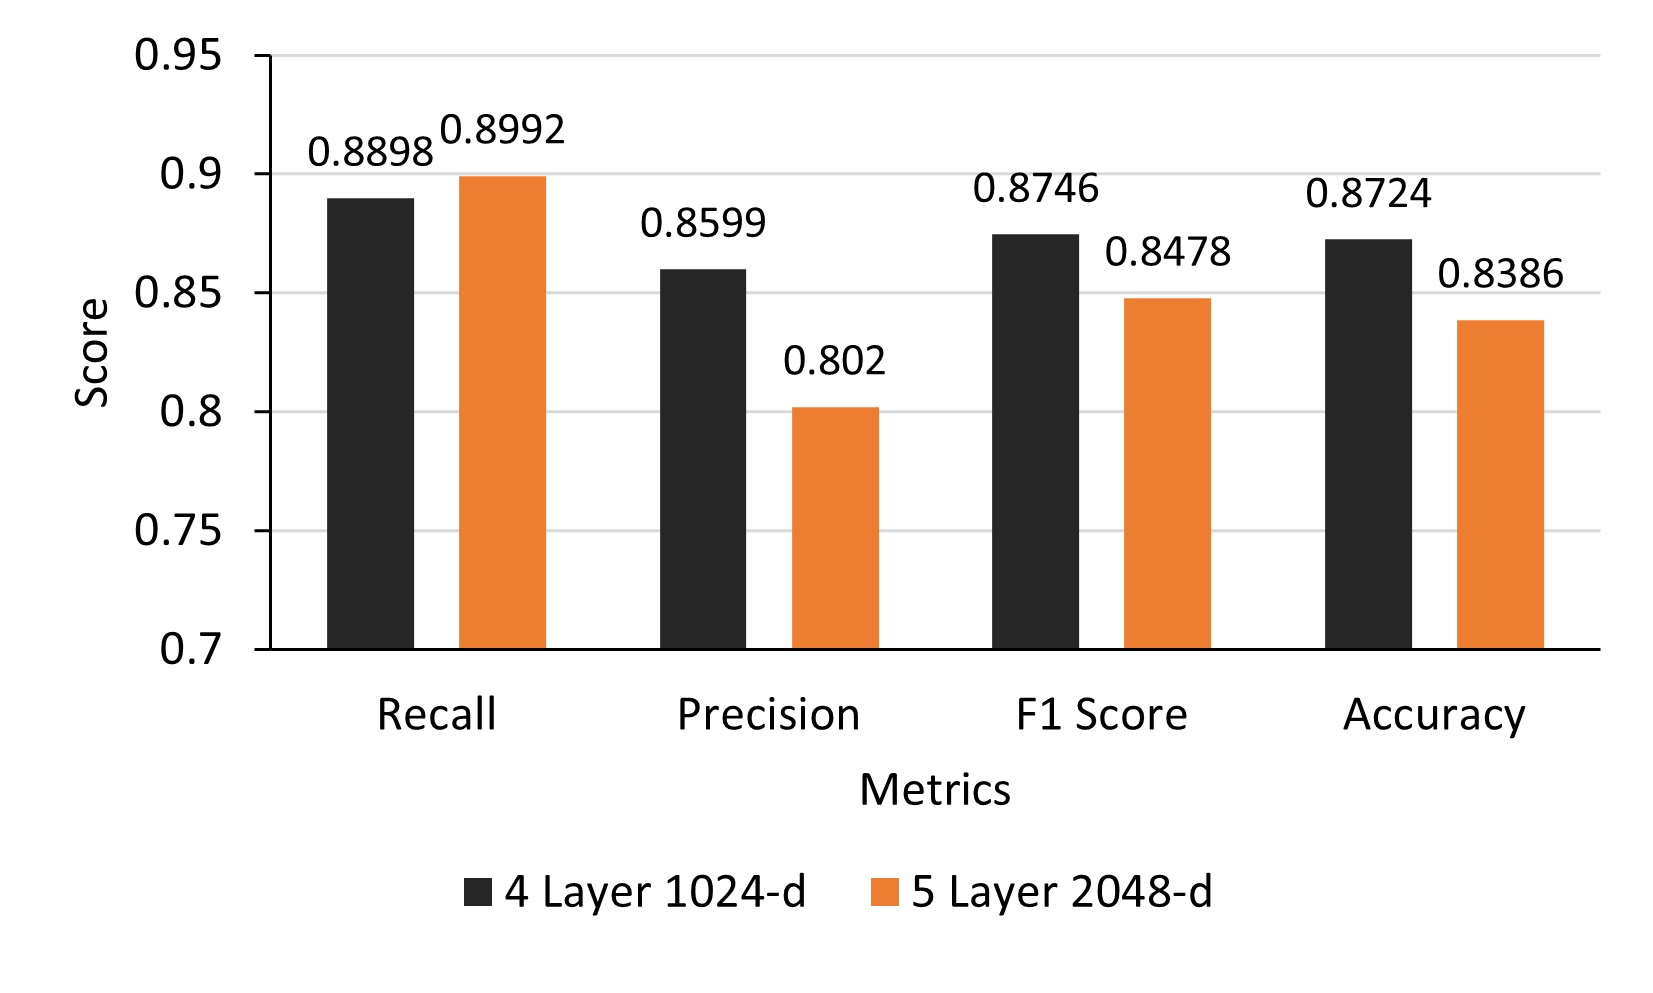 0.95
0.9
0.85
0.8
0.75
0.7
Score
0.8898
0.8992
0.8599
0.802
0.8746
0.8478
0.8724
0.8386
Recall
Precision
F1 Score
Accuracy
Metrics
4 Layer 1024-d
5 Layer 2048-d